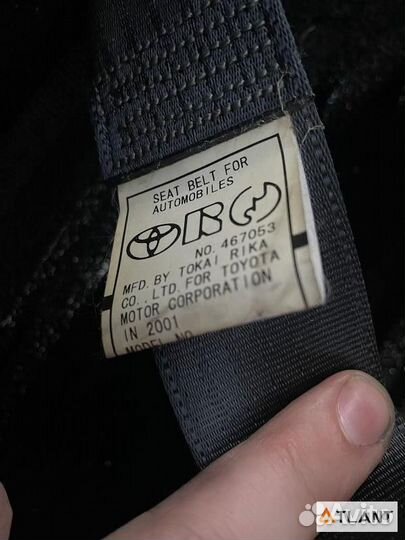 SEAT BELT FOR
AUTOMOBILES
NO. 467053
MFD. BY TOKAI RIKA
CO., LTD. FOR TOYOTA
MOTOR CORPORATION
IN 2001
MODEL NO
ATLANT
Avito